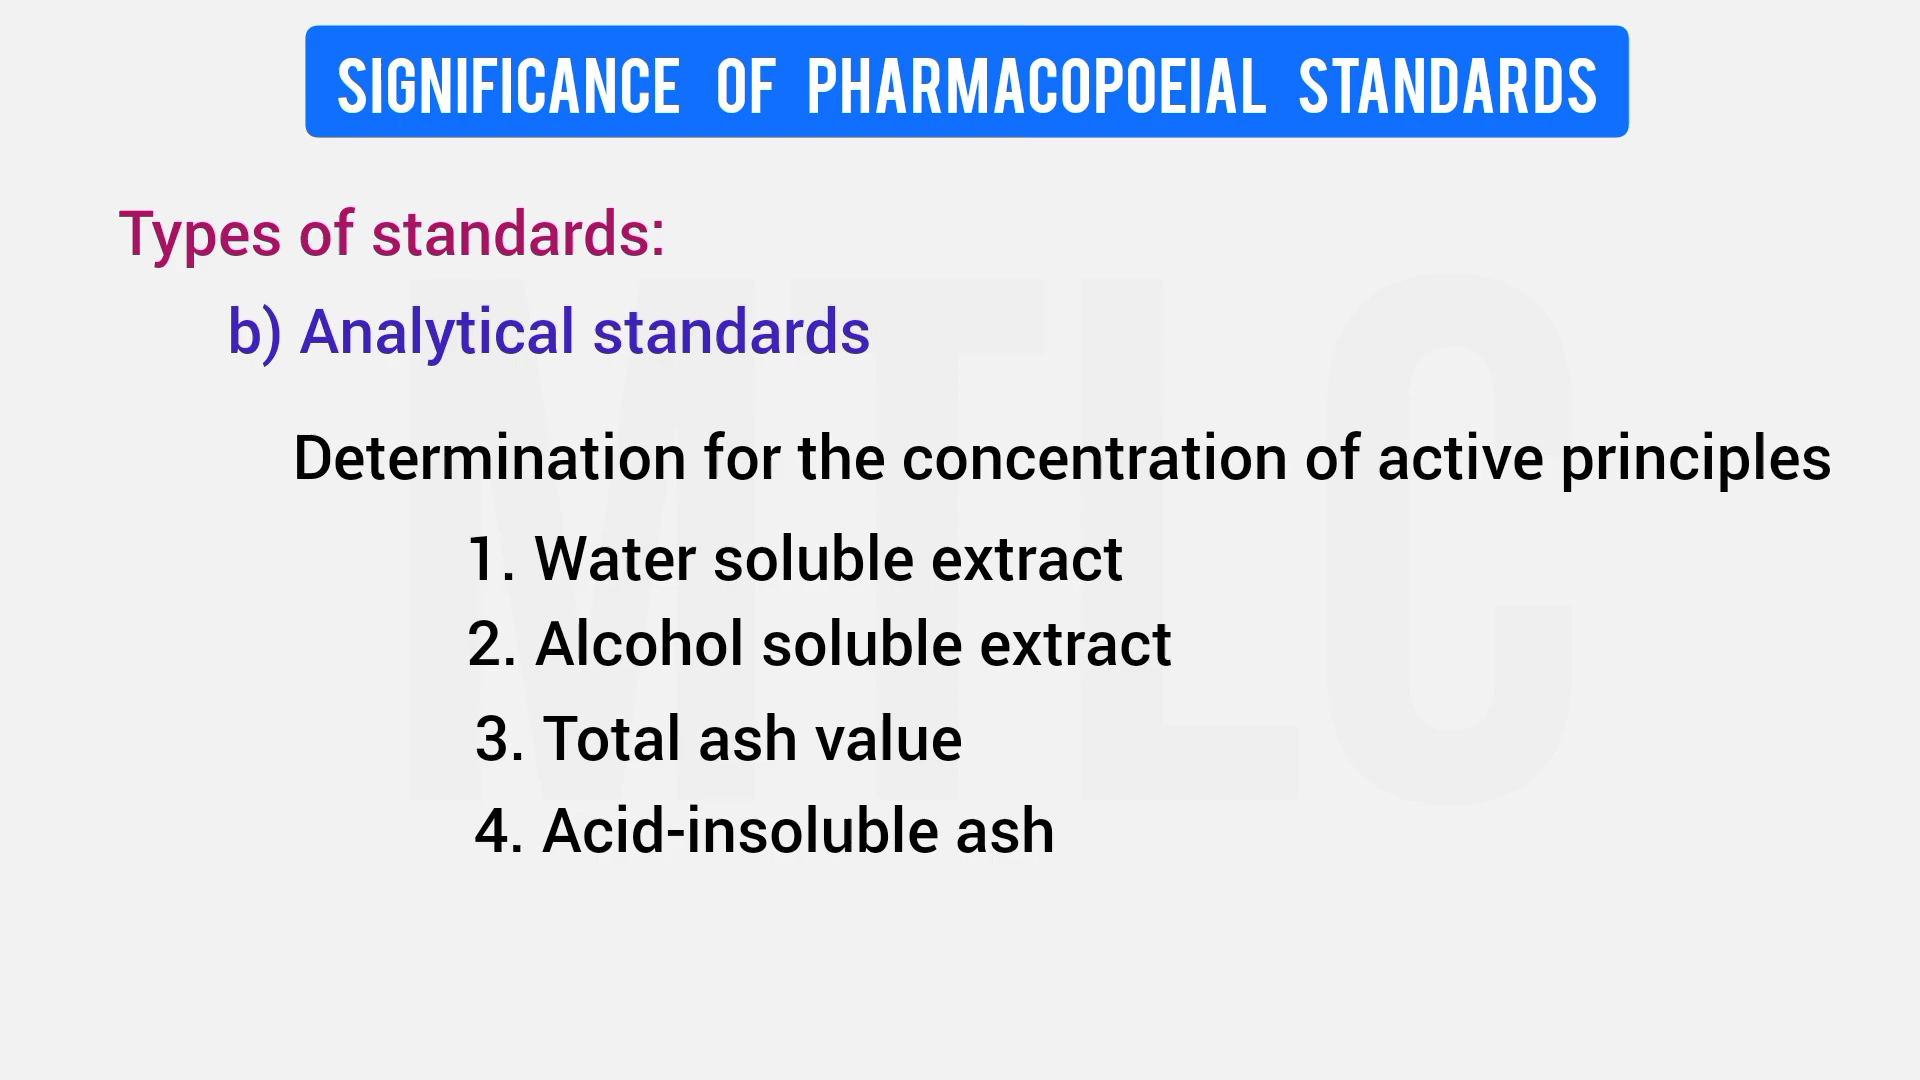 SIGNIFICANCE OF PHARMACOPOEIAL STANDARDS
Types of standards:
b) Analytical standards
Determination for the concentration of active principles
1. Water soluble extract
2. Alcohol soluble extract
3. Total ash value
4. Acid-insoluble ash
MTLC